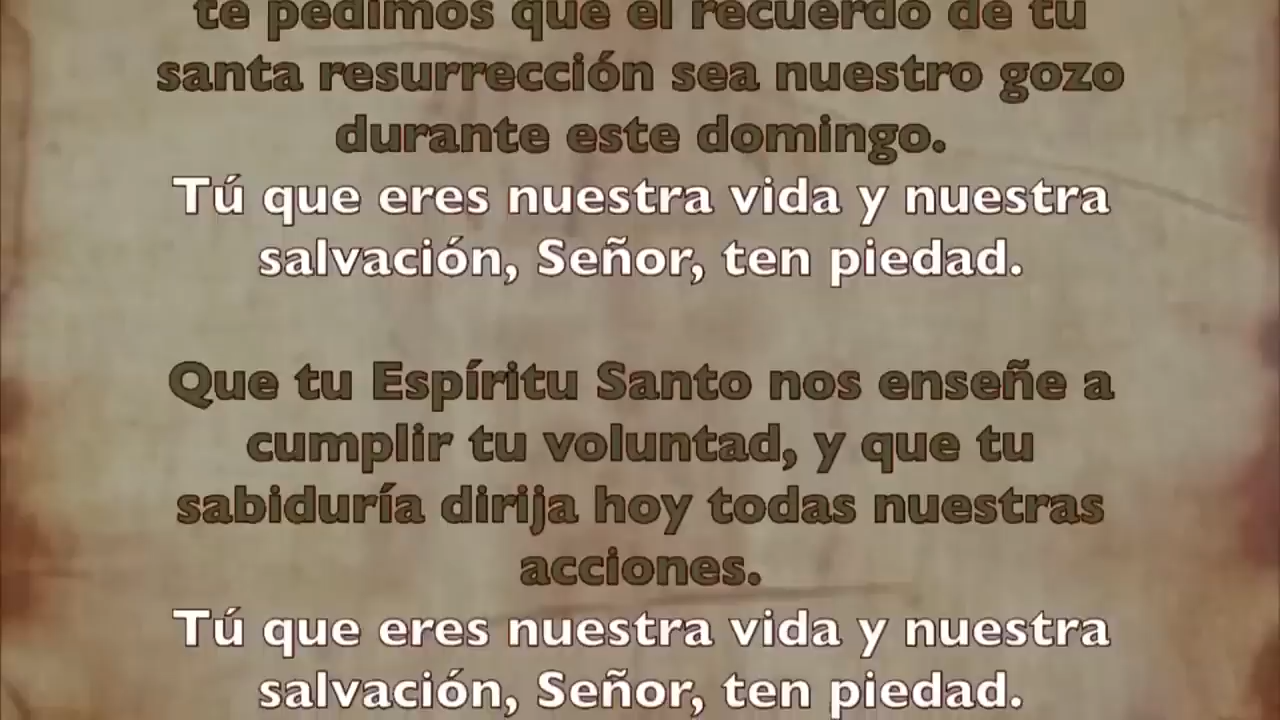 te pedimos que el recuerdo de tu
santa resurrección sea nuestro gozo
durante este domingo.
Tú que eres nuestra vida y nuestra
salvación, Señor, ten piedad.
Que tu Espíritu Santo nos enseñe a
cumplir tu voluntad, y que tu
sabiduría dirija hoy todas nuestras
acciones.
Tú que eres nuestra vida y nuestra
salvación, Señor, ten piedad.